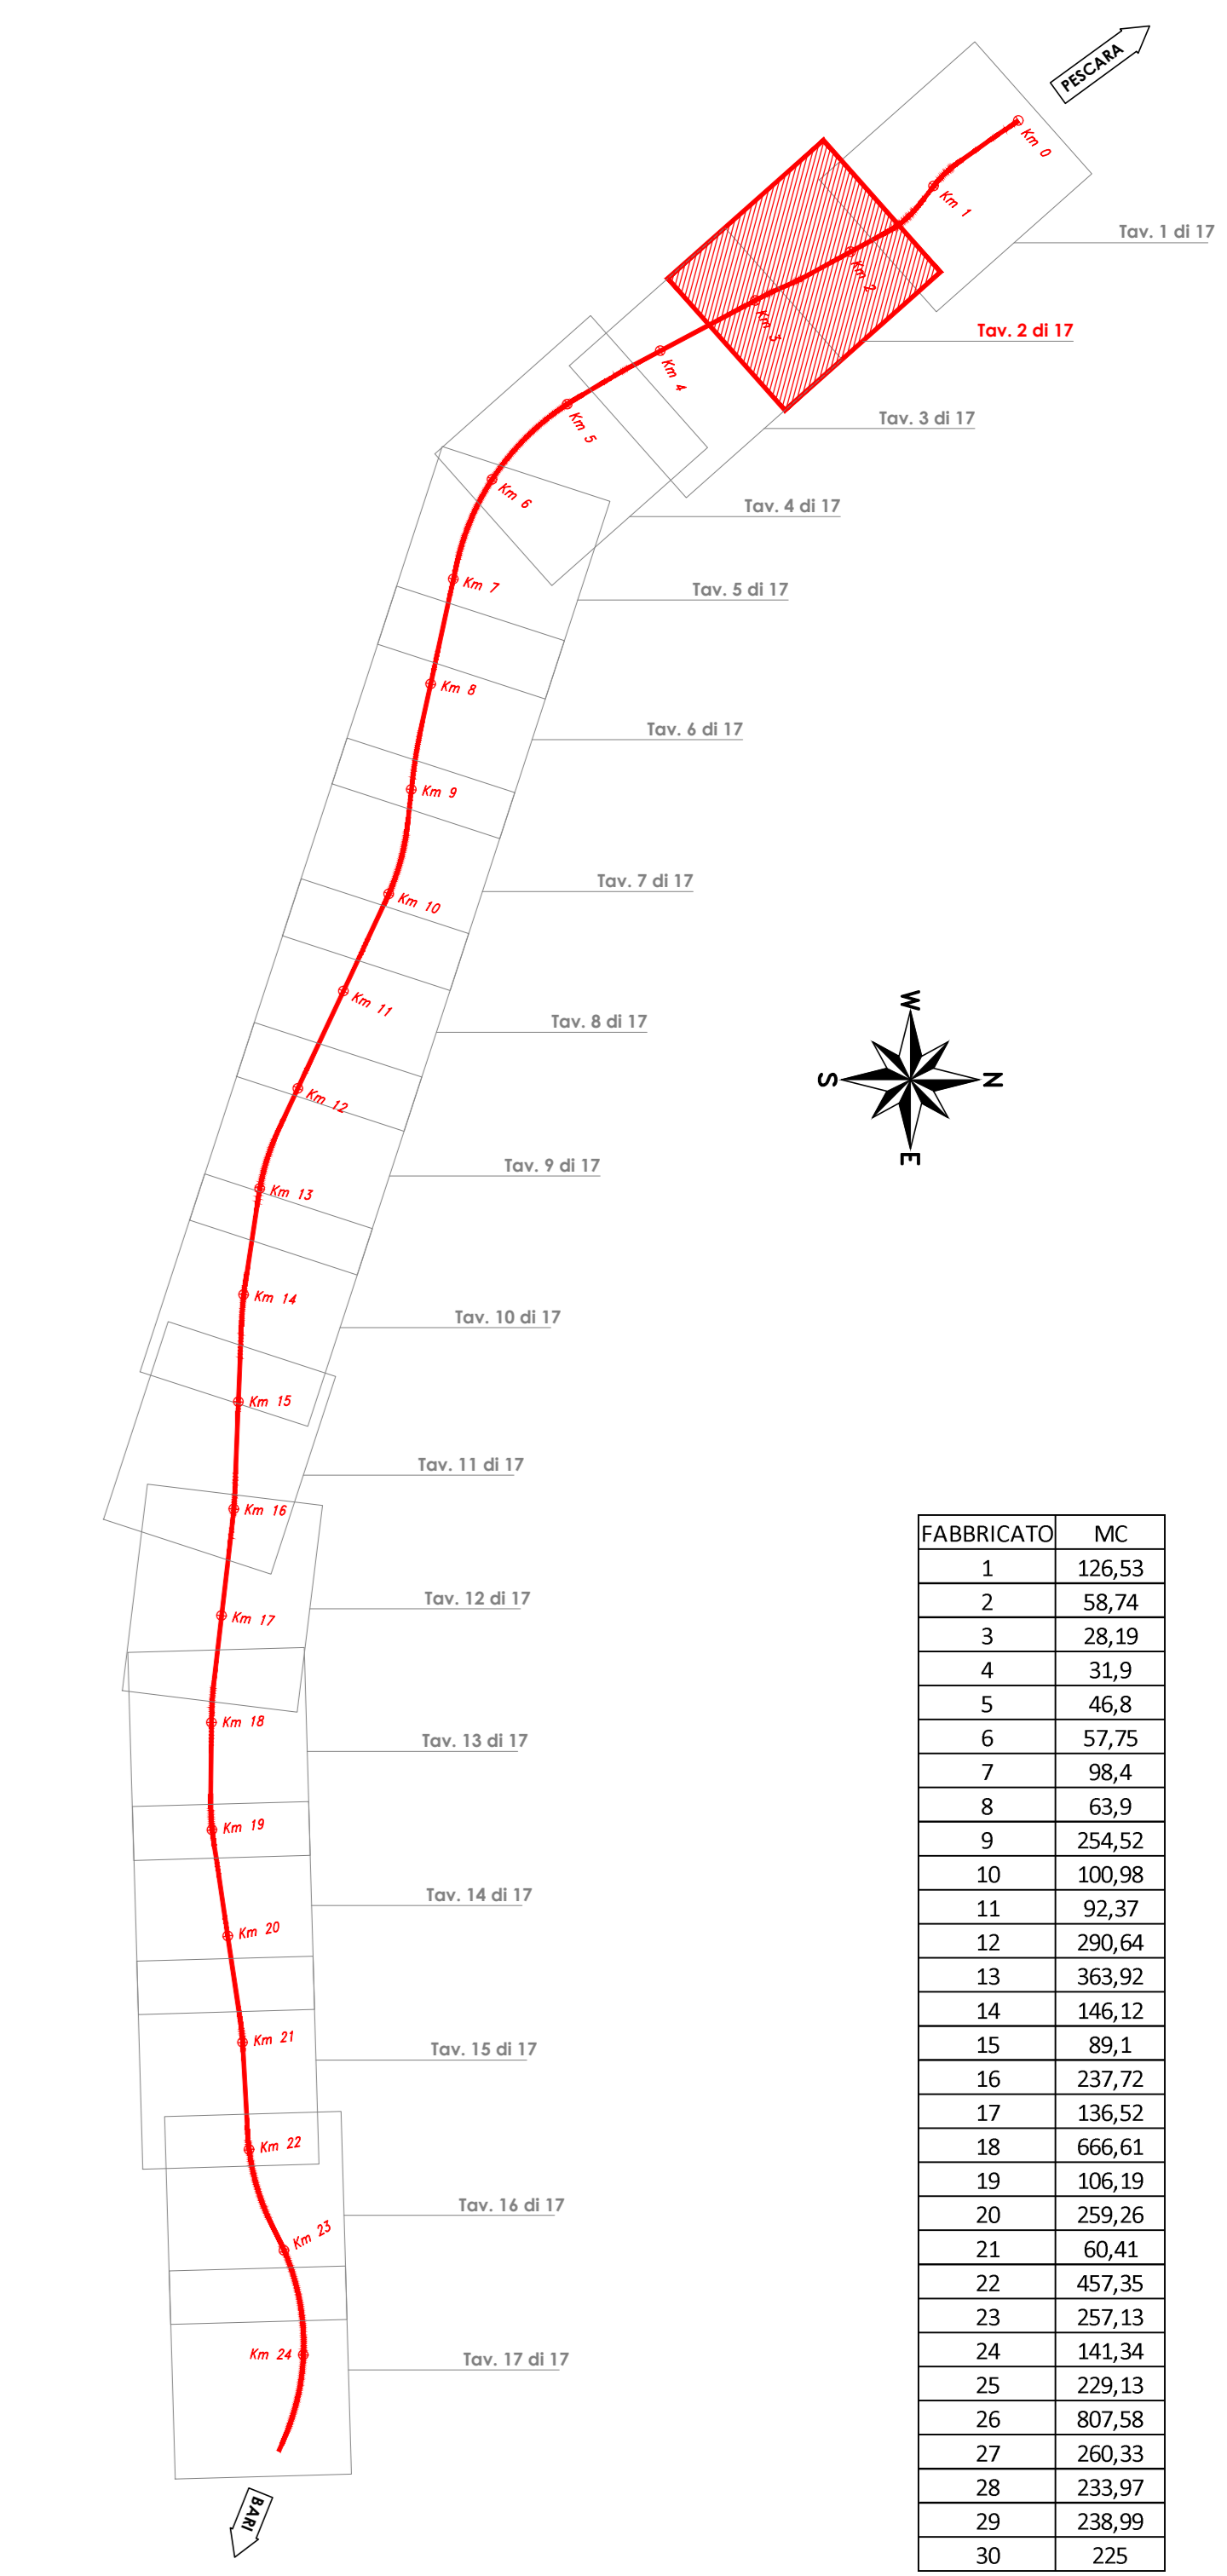 PESCARA
Km 0
Km 1
Tav. 1 di 17
Km 2
Km 3
Tav. 2 di 17
Km 4
Tav. 3 di 17
Km 5
Km 6
Tav. 4 di 17
Km 7
Tav. 5 di 17
Km 8
Tav. 6 di 17
Km 9
Tav. 7 di 17
Km 10
Km 11
Tav. 8 di 17
Km 12
Tav. 9 di 17
Km 13
Km 14
Tav. 10 di 17
Km 15
Tav. 11 di 17
Km 16
Tav. 12 di 17
Km 17
Km 18
Tav. 13 di 17
Km 19
Tav. 14 di 17
Km 20
Km 21
Tav. 15 di 17
Km 22
Tav. 16 di 17
Km 23
Km 24
Tav. 17 di 17
BARI
W
S N
E
FABBRICATO MC
1 126,53
2 58,74
3 28,19
4 31,9
5 46,8
6 57,75
7 98,4
8 63,9
9 254,52
10 100,98
11 92,37
12 290,64
13 363,92
14 146,12
15 89,1
16 237,72
17 136,52
18 666,61
19 106,19
20 259,26
21 60,41
22 457,35
23 257,13
24 141,34
25 229,13
26 807,58
27 260,33
28 233,97
29 238,99
30 225